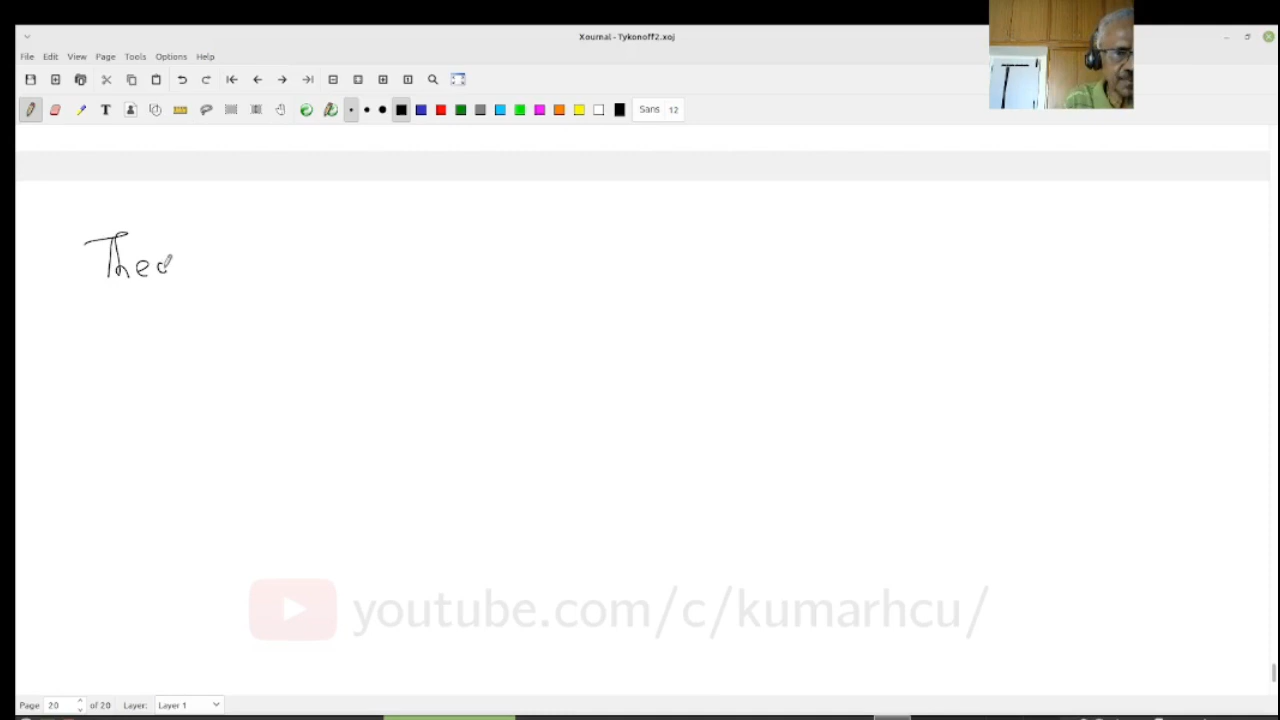 Xournal - Tykonoff2.xoj
File Edit View Page Tools Options Help
Sans 12
Theo
youtube.com/c/kumarhcu/
Page 20 of 20 Layer: Layer 1